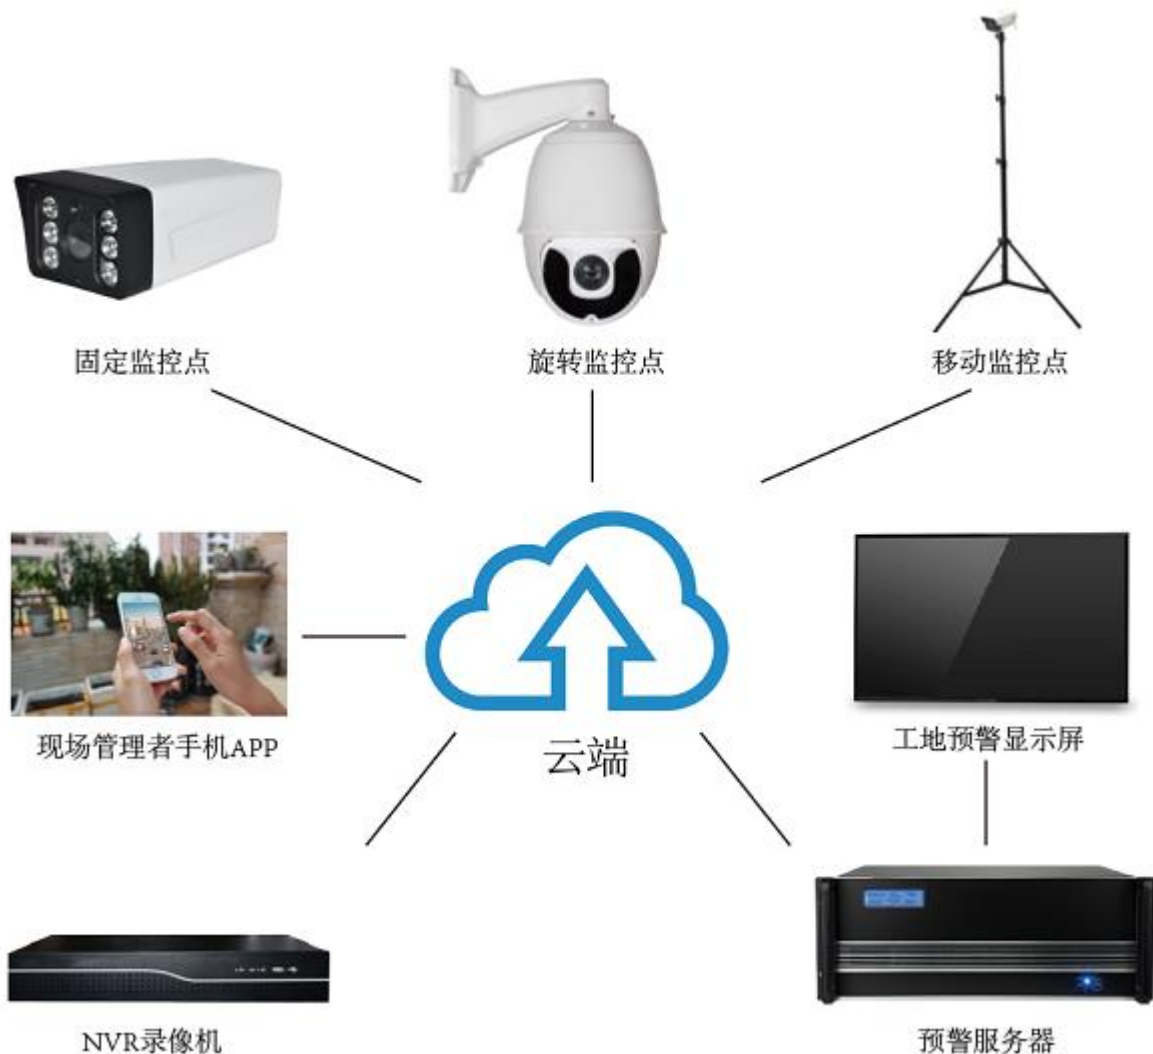 固定监控点
旋转监控点
移动监控点
现场管理者手机APP
云端
工地预警显示屏
NVR录像机
预警服务器